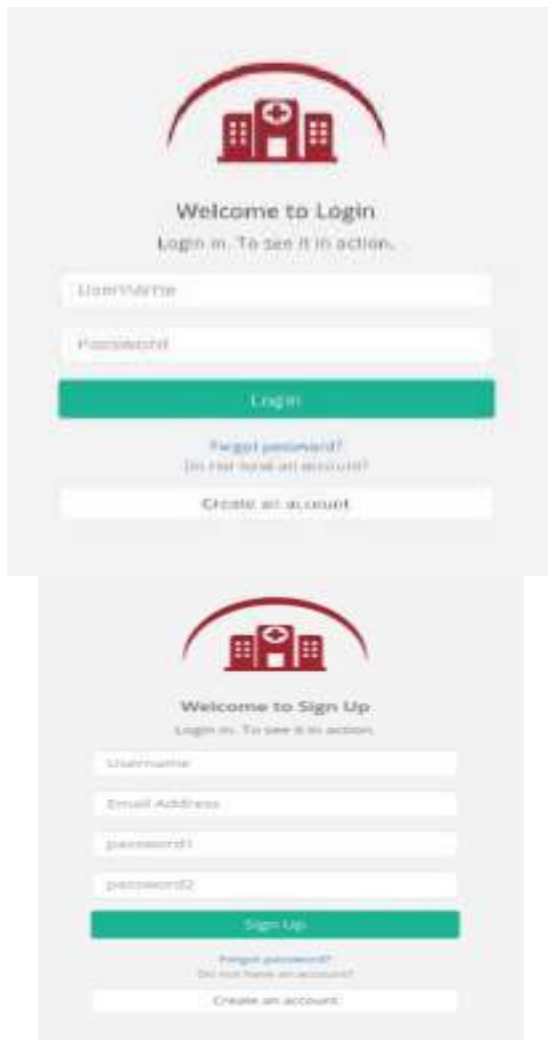 Welcome to Login
Login in. To see it in action.
Username
Password
Login
Forgot password?
Do not have an account?
Create an account
Welcome to Sign Up
Login in. To see it in action.
Username
Email Address
password1
password2
Sign Up
Forgot password?
Do not have an account?
Create an account